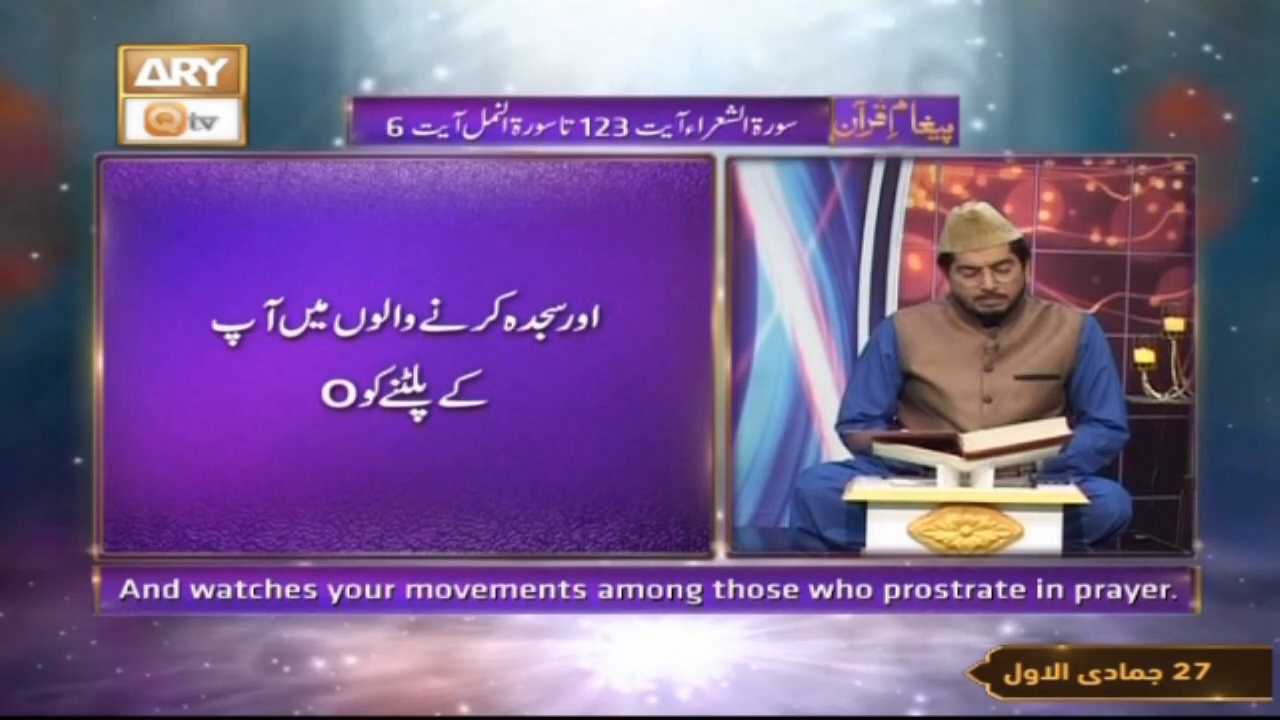 ARY
Qtv
پیغامِ قرآن
سورۃ الشعراء آیت 123 تا سورۃ النمل آیت 6
اور سجدہ کرنے والوں میں آپ
کے پلٹنے کو O
And watches your movements among those who prostrate in prayer.
27 جمادی الاول